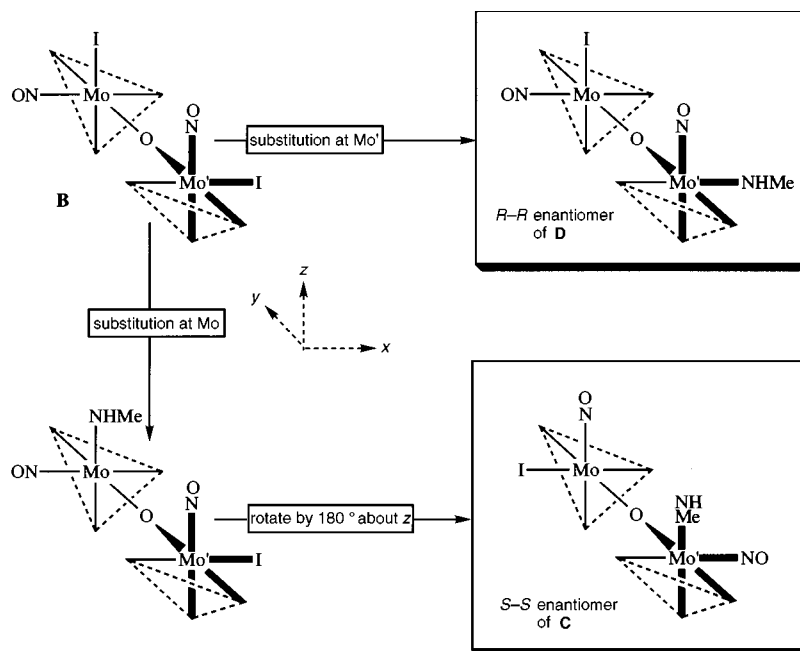 I
ON
Mo
O
O
N
Mo'
I
B
substitution at Mo'
I
ON
Mo
O
O
N
Mo'
NHMe
R–R enantiomer
of D
substitution at Mo
z
y
x
NHMe
ON
Mo
O
O
N
Mo'
I
rotate by 180 ° about z
O
N
I
Mo
O
NH
Me
Mo'
NO
S–S enantiomer
of C